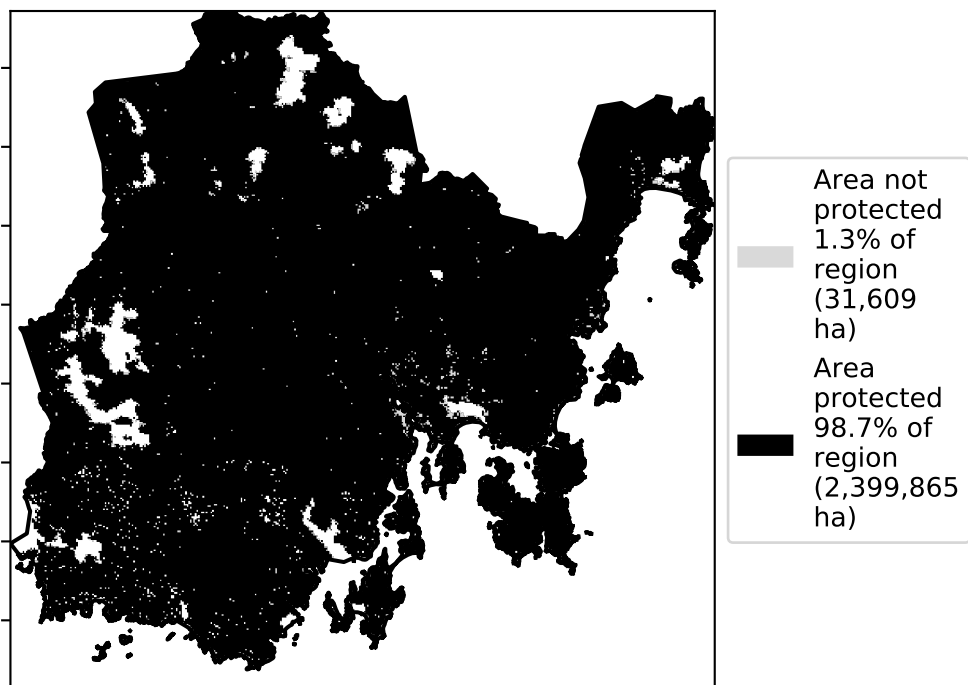 Area not
protected
1.3% of
region
(31,609
ha)
Area
protected
98.7% of
region
(2,399,865
ha)